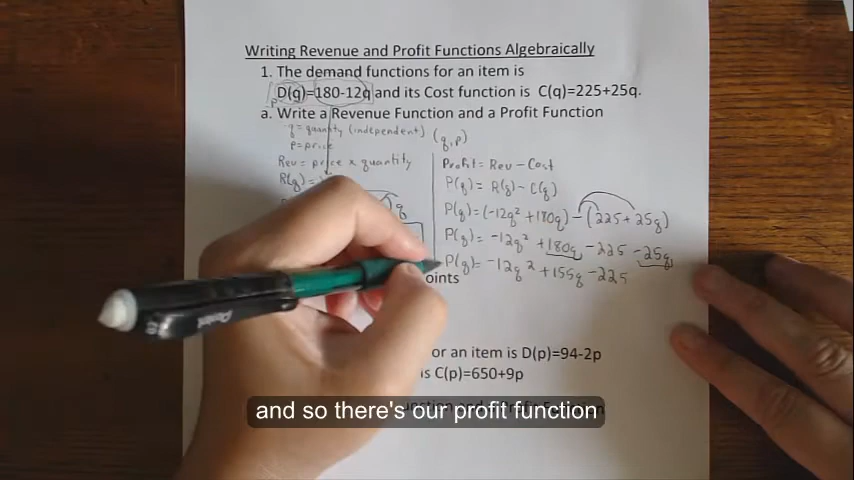 Writing Revenue and Profit Functions Algebraically
1. The demand functions for an item is
D(q)=180-12q and its Cost function is C(q)=225+25q.
P
a. Write a Revenue Function and a Profit Function
q = quantity (independent) (q, p)
p = price
Rev = price x quantity
R(q) =
q
Profit = Rev - Cost
P(q) = R(q) - C(q)
P(q) = (-12q² + 180q) - (225 + 25q)
P(q) = -12q² + 180q - 225 - 25q
P(q) = -12q² + 155q - 225
oints
or an item is D(p)=94-2p
is C(p)=650+9p
and so there's our profit function